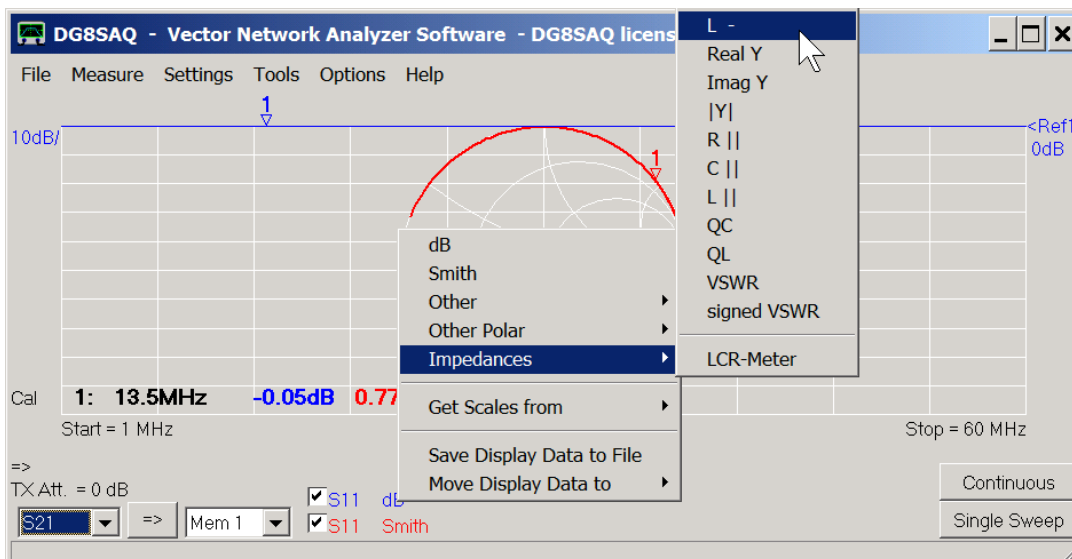 DG8SAQ - Vector Network Analyzer Software - DG8SAQ licens
File Measure Settings Tools Options Help
L -
Real Y
Imag Y
|Y|
R ||
C ||
L ||
QC
QL
VSWR
signed VSWR
LCR-Meter
1
10dB/
<Ref1
0dB
1
dB
Smith
Other
Other Polar
Impedances
Get Scales from
Save Display Data to File
Move Display Data to
Cal 1: 13.5MHz -0.05dB 0.77
Start = 1 MHz
Stop = 60 MHz
=>
TX Att. = 0 dB
S21 => Mem 1
S11 dB
S11 Smith
Continuous
Single Sweep